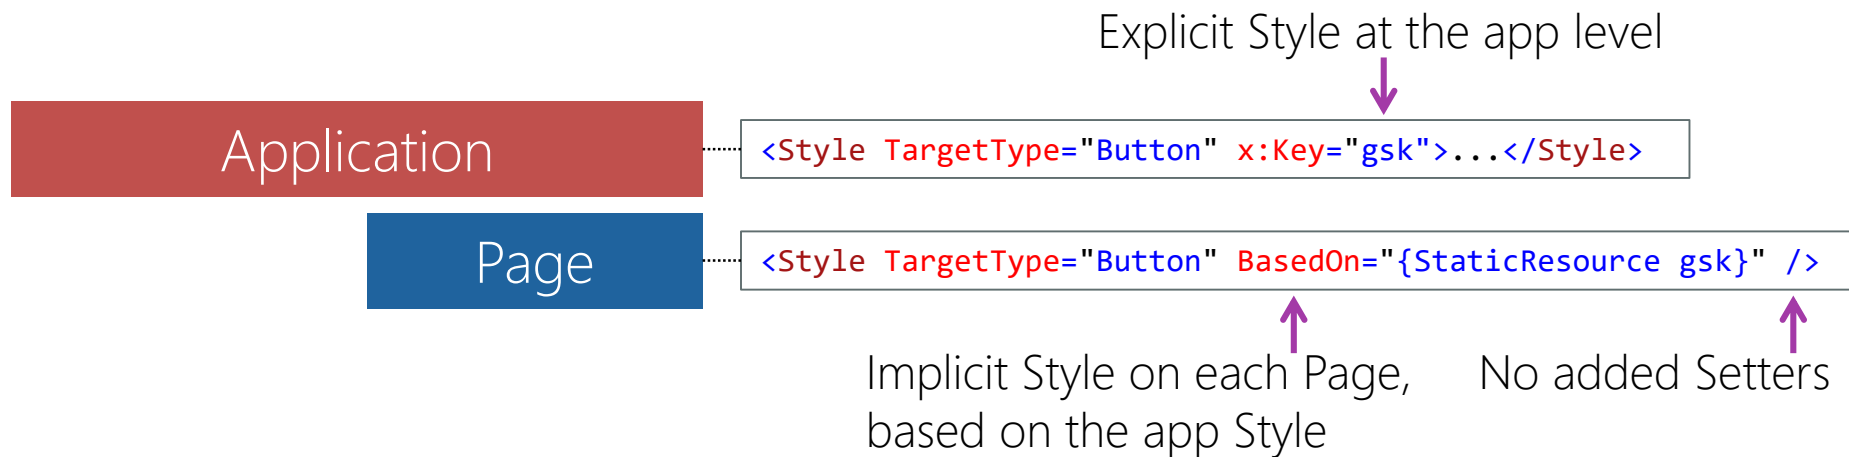 Explicit Style at the app level
Application
<Style TargetType="Button" x:Key="gsk">...</Style>
Page
<Style TargetType="Button" BasedOn="{StaticResource gsk}" />
Implicit Style on each Page,
based on the app Style
No added Setters